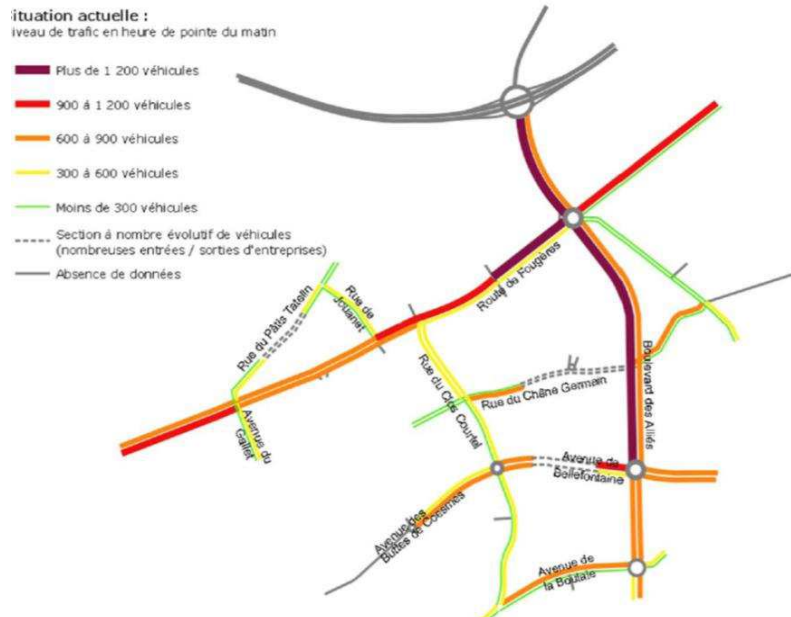 ituation actuelle :
iveau de trafic en heure de pointe du matin
Plus de 1 200 véhicules
900 à 1 200 véhicules
600 à 900 véhicules
300 à 600 véhicules
Moins de 300 véhicules
Section à nombre évolutif de véhicules
(nombreuses entrées / sorties d'entreprises)
Absence de données
Route de Fougères
Rue de
Jouanet
Rue du Pâtis Tatelin
Rue du Clos Courtel
Rue du Chêne Germain
Boulevard des Alliés
Avenue du
Gallet
Avenue de
Bellefontaine
Avenue des
Buttes de Coësmes
Avenue de
la Boulaie